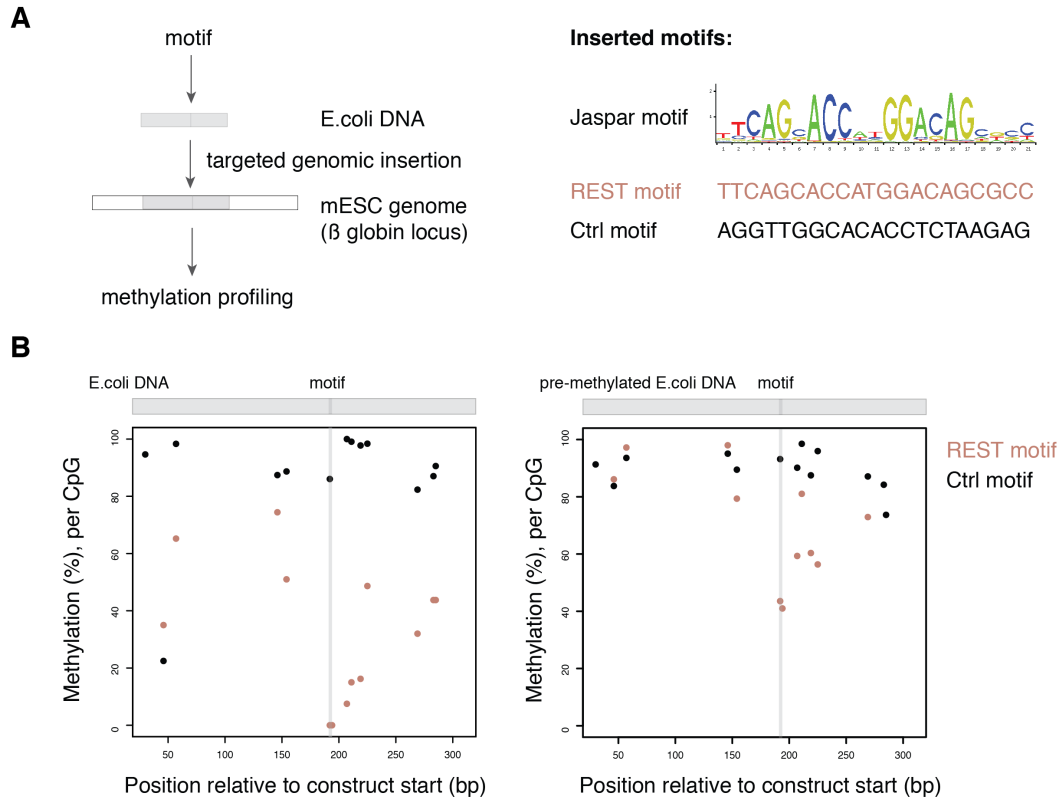 A
motif
E.coli DNA
targeted genomic insertion
mESC genome
(ß globin locus)
methylation profiling
Inserted motifs:
Jaspar motif
REST motif TTCAGCACCATGGACAGCGCC
Ctrl motif AGGTTGGCACACCTCTAAGAG
B
E.coli DNA motif
Methylation (%), per CpG
0 20 40 60 80 100
50 100 150 200 250 300
Position relative to construct start (bp)
pre-methylated E.coli DNA motif
Methylation (%), per CpG
0 20 40 60 80 100
50 100 150 200 250 300
Position relative to construct start (bp)
REST motif
Ctrl motif